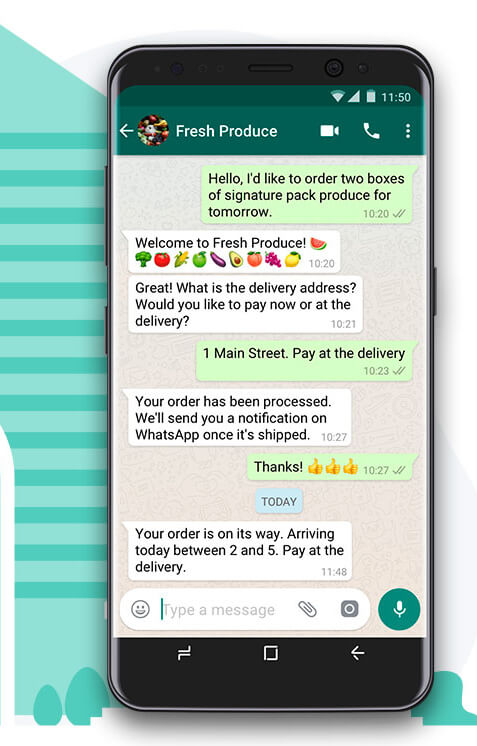 11:50
Fresh Produce
Hello, I'd like to order two boxes
of signature pack produce for
tomorrow. 10:20
Welcome to Fresh Produce! 🍉
🥦🍅🌽🍏🍆🥑🍑🍇🍋 10:20
Great! What is the delivery address?
Would you like to pay now or at the
delivery? 10:21
1 Main Street. Pay at the delivery
10:23
Your order has been processed.
We'll send you a notification on
WhatsApp once it's shipped. 10:27
Thanks! 👍👍👍 10:27
TODAY
Your order is on its way. Arriving
today between 2 and 5. Pay at the
delivery. 11:48
Type a message